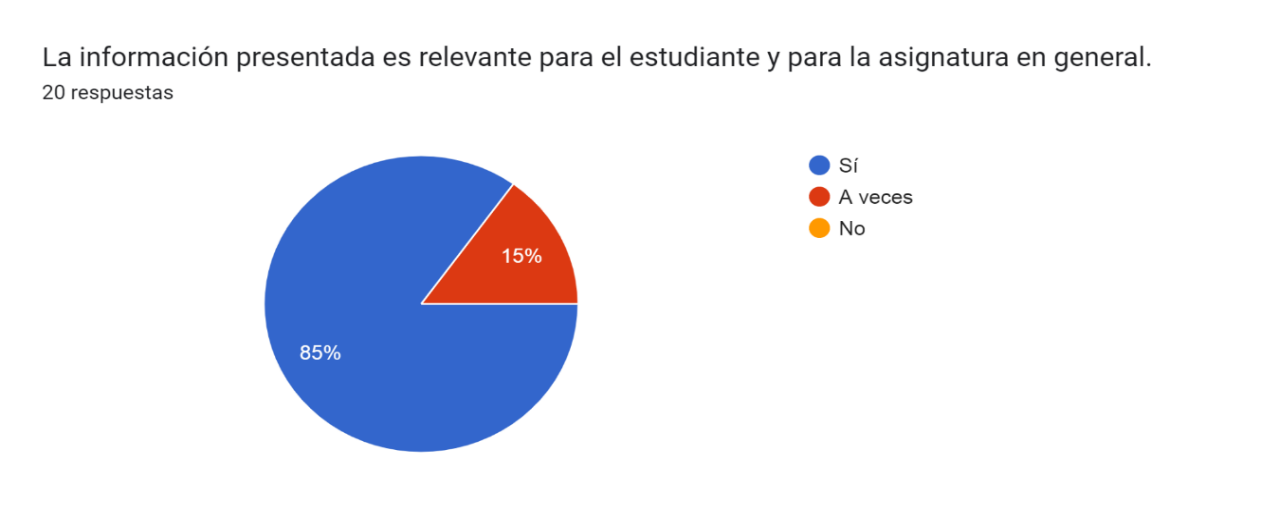 La información presentada es relevante para el estudiante y para la asignatura en general.
20 respuestas
Sí
A veces
No
15%
85%